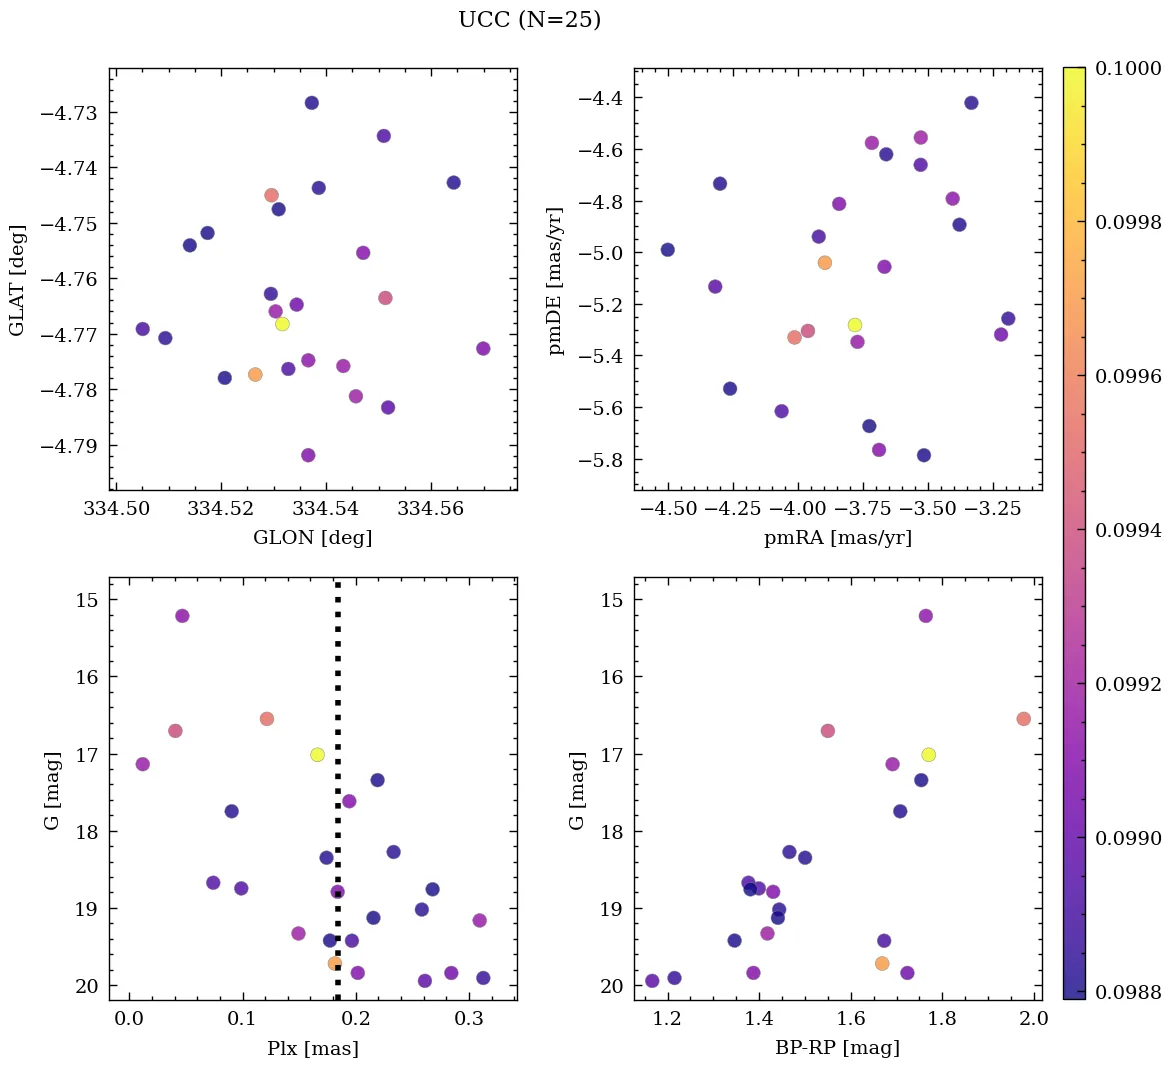 UCC (N=25)
−4.73
−4.74
−4.75
−4.76
−4.77
−4.78
−4.79
GLAT [deg]
334.50 334.52 334.54 334.56
GLON [deg]
−4.4
−4.6
−4.8
−5.0
−5.2
−5.4
−5.6
−5.8
pmDE [mas/yr]
−4.50 −4.25 −4.00 −3.75 −3.50 −3.25
pmRA [mas/yr]
15
16
17
18
19
20
G [mag]
0.0 0.1 0.2 0.3
Plx [mas]
15
16
17
18
19
20
G [mag]
1.2 1.4 1.6 1.8 2.0
BP-RP [mag]
0.1000
0.0998
0.0996
0.0994
0.0992
0.0990
0.0988